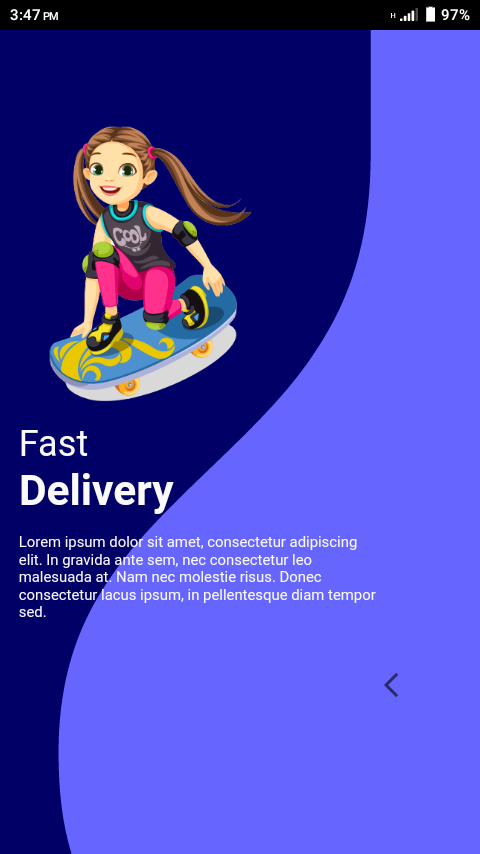 3:47 PM H 97%
COOL
Fast
Delivery
Lorem ipsum dolor sit amet, consectetur adipiscing
elit. In gravida ante sem, nec consectetur leo
malesuada at. Nam nec molestie risus. Donec
consectetur lacus ipsum, in pellentesque diam tempor
sed.